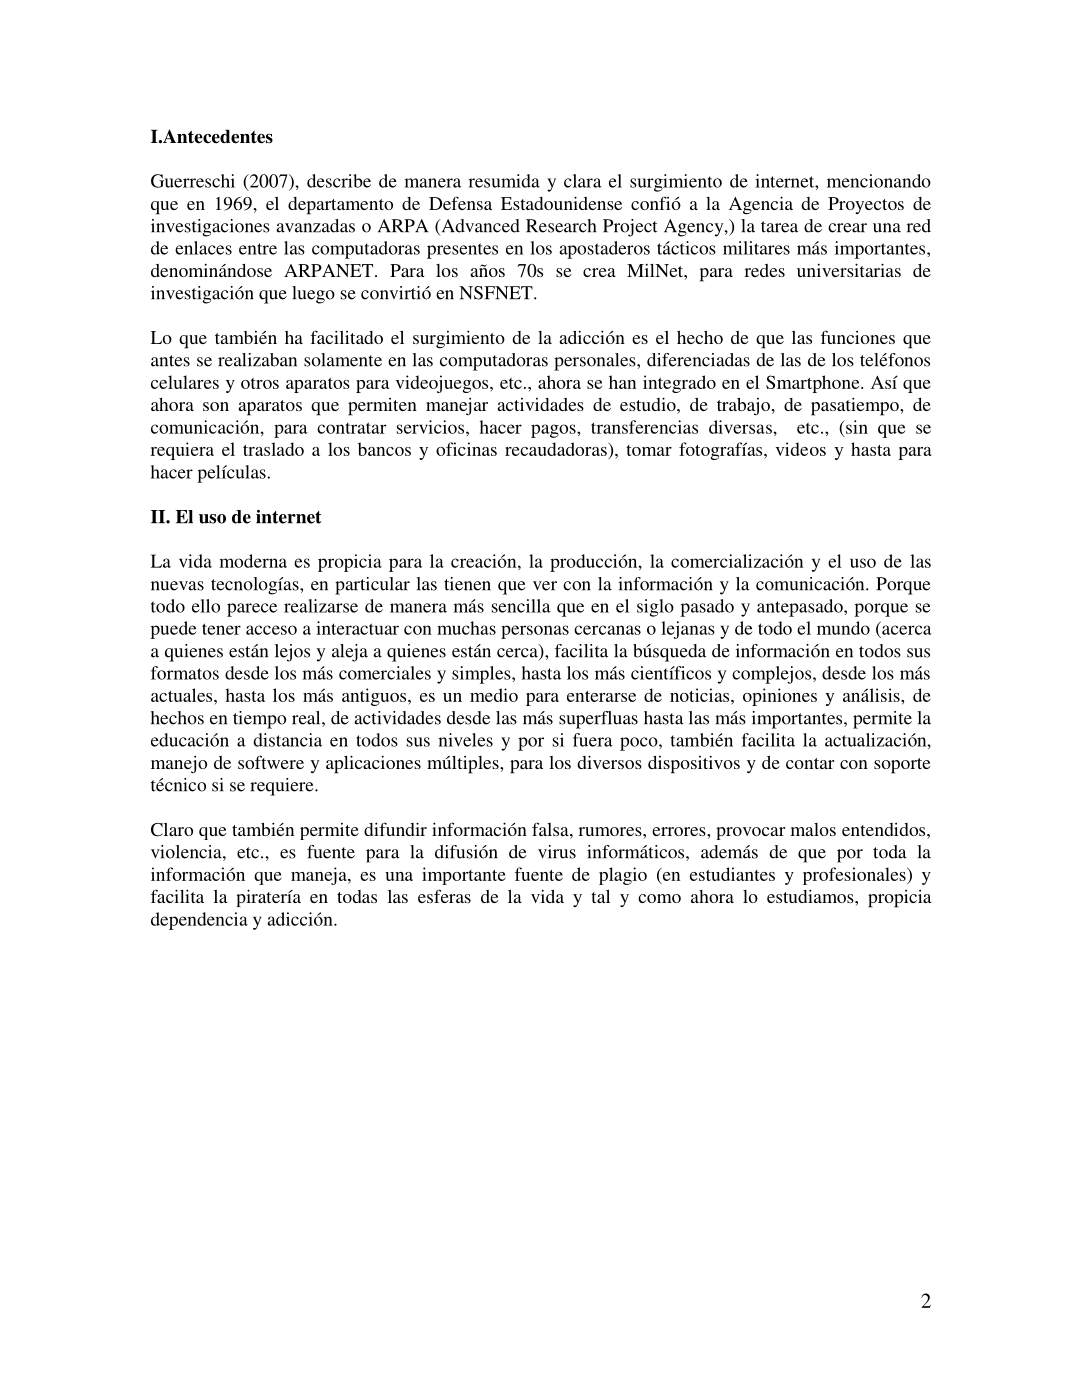 I.Antecedentes
Guerreschi (2007), describe de manera resumida y clara el surgimiento de internet, mencionando
que en 1969, el departamento de Defensa Estadounidense confió a la Agencia de Proyectos de
investigaciones avanzadas o ARPA (Advanced Research Project Agency,) la tarea de crear una red
de enlaces entre las computadoras presentes en los apostaderos tácticos militares más importantes,
denominándose ARPANET. Para los años 70s se crea MilNet, para redes universitarias de
investigación que luego se convirtió en NSFNET.
Lo que también ha facilitado el surgimiento de la adicción es el hecho de que las funciones que
antes se realizaban solamente en las computadoras personales, diferenciadas de las de los teléfonos
celulares y otros aparatos para videojuegos, etc., ahora se han integrado en el Smartphone. Así que
ahora son aparatos que permiten manejar actividades de estudio, de trabajo, de pasatiempo, de
comunicación, para contratar servicios, hacer pagos, transferencias diversas,  etc., (sin que se
requiera el traslado a los bancos y oficinas recaudadoras), tomar fotografías, videos y hasta para
hacer películas.
II. El uso de internet
La vida moderna es propicia para la creación, la producción, la comercialización y el uso de las
nuevas tecnologías, en particular las tienen que ver con la información y la comunicación. Porque
todo ello parece realizarse de manera más sencilla que en el siglo pasado y antepasado, porque se
puede tener acceso a interactuar con muchas personas cercanas o lejanas y de todo el mundo (acerca
a quienes están lejos y aleja a quienes están cerca), facilita la búsqueda de información en todos sus
formatos desde los más comerciales y simples, hasta los más científicos y complejos, desde los más
actuales, hasta los más antiguos, es un medio para enterarse de noticias, opiniones y análisis, de
hechos en tiempo real, de actividades desde las más superfluas hasta las más importantes, permite la
educación a distancia en todos sus niveles y por si fuera poco, también facilita la actualización,
manejo de softwere y aplicaciones múltiples, para los diversos dispositivos y de contar con soporte
técnico si se requiere.
Claro que también permite difundir información falsa, rumores, errores, provocar malos entendidos,
violencia, etc., es fuente para la difusión de virus informáticos, además de que por toda la
información que maneja, es una importante fuente de plagio (en estudiantes y profesionales) y
facilita la piratería en todas las esferas de la vida y tal y como ahora lo estudiamos, propicia
dependencia y adicción.
2